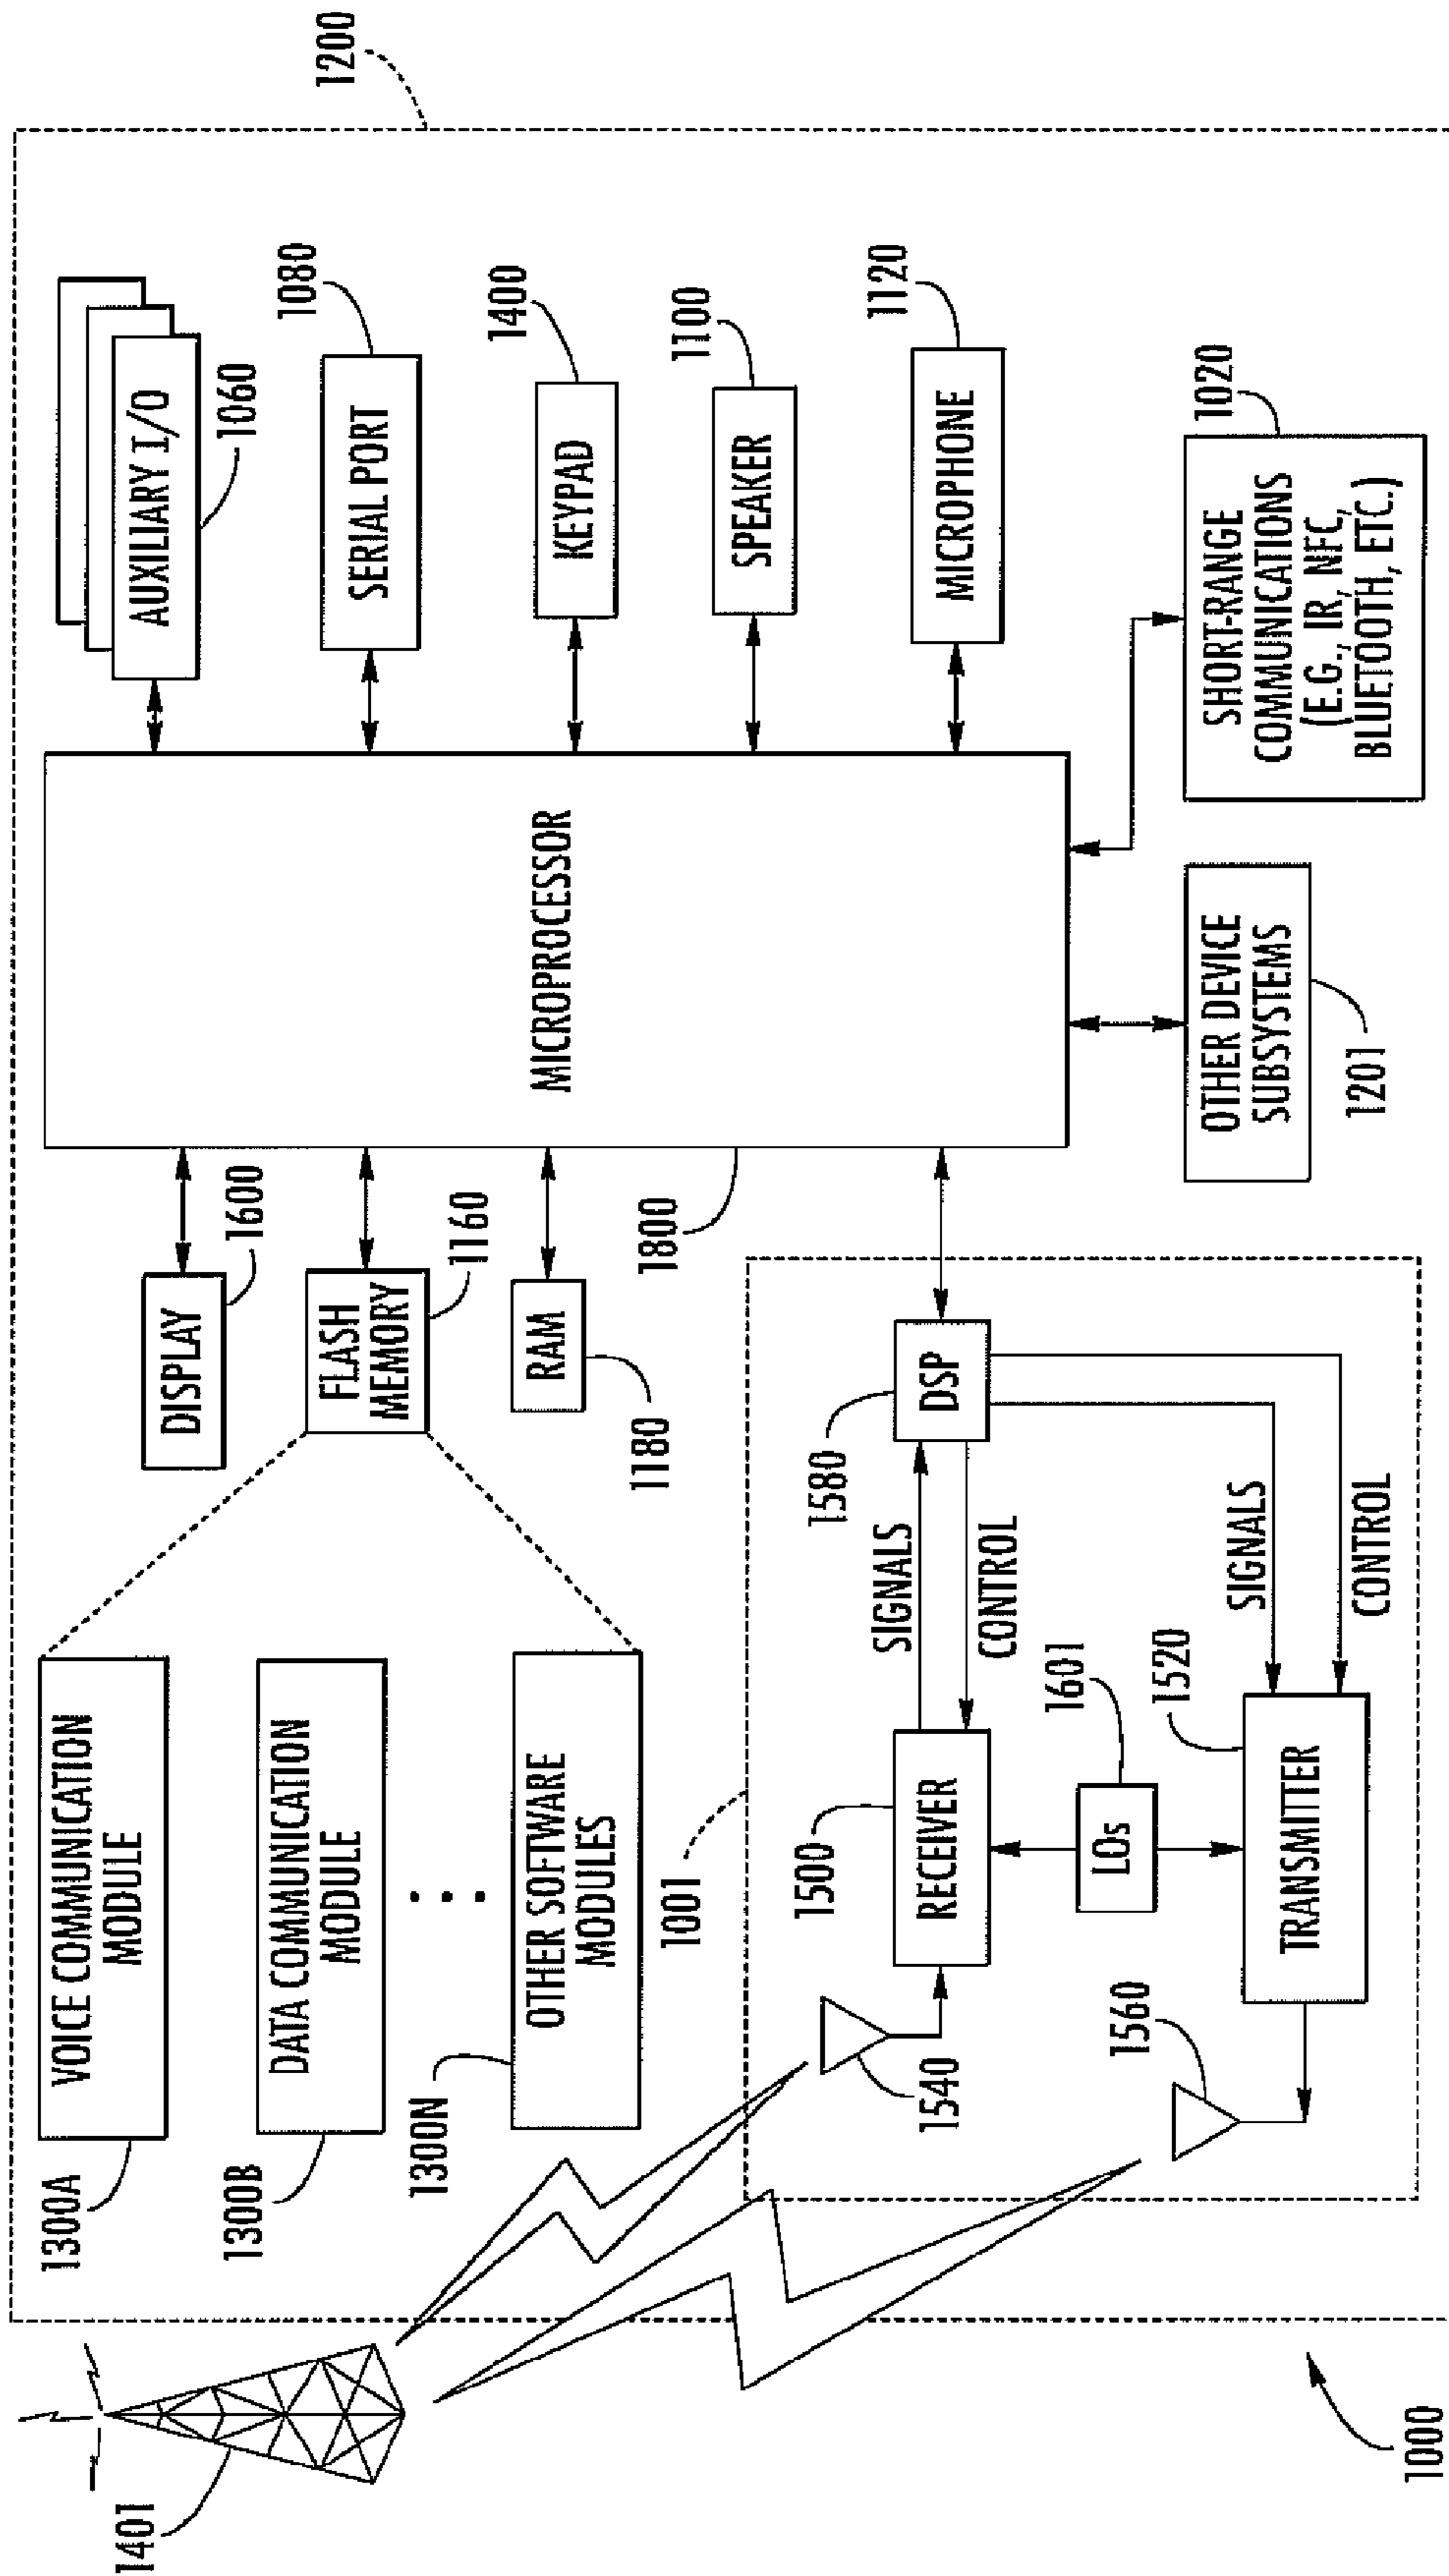 1200
AUXILIARY I/O
1060
SERIAL PORT
1080
KEYPAD
1400
SPEAKER
1100
MICROPHONE
1120
SHORT-RANGE
COMMUNICATIONS
(E.G., IR, NFC,
BLUETOOTH, ETC.)
1020
MICROPROCESSOR
1800
OTHER DEVICE
SUBSYSTEMS
1201
DISPLAY
1600
FLASH
MEMORY
1160
RAM
1180
VOICE COMMUNICATION
MODULE
1300A
DATA COMMUNICATION
MODULE
1300B
OTHER SOFTWARE
MODULES
1300N
1001
DSP
1580
SIGNALS
CONTROL
RECEIVER
1500
LOs
1601
SIGNALS
CONTROL
TRANSMITTER
1520
1540
1560
1401
1000